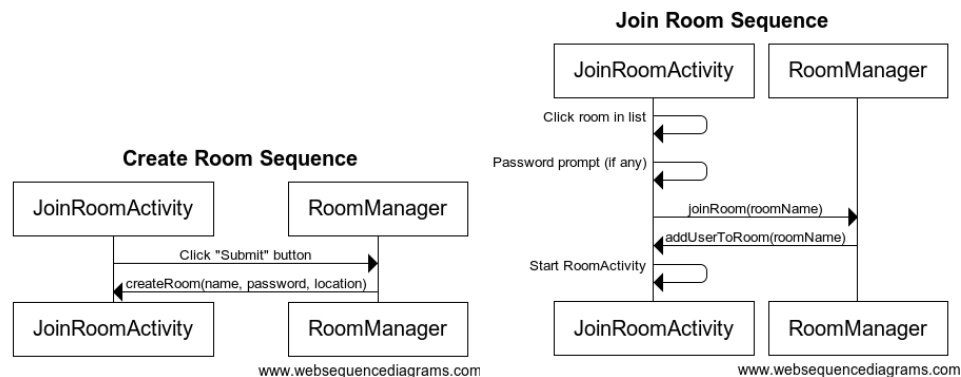 Create Room Sequence
JoinRoomActivity
RoomManager
Click "Submit" button
createRoom(name, password, location)
JoinRoomActivity
RoomManager
www.websequencediagrams.com
Join Room Sequence
JoinRoomActivity
RoomManager
Click room in list
Password prompt (if any)
joinRoom(roomName)
addUserToRoom(roomName)
Start RoomActivity
JoinRoomActivity
RoomManager
www.websequencediagrams.com